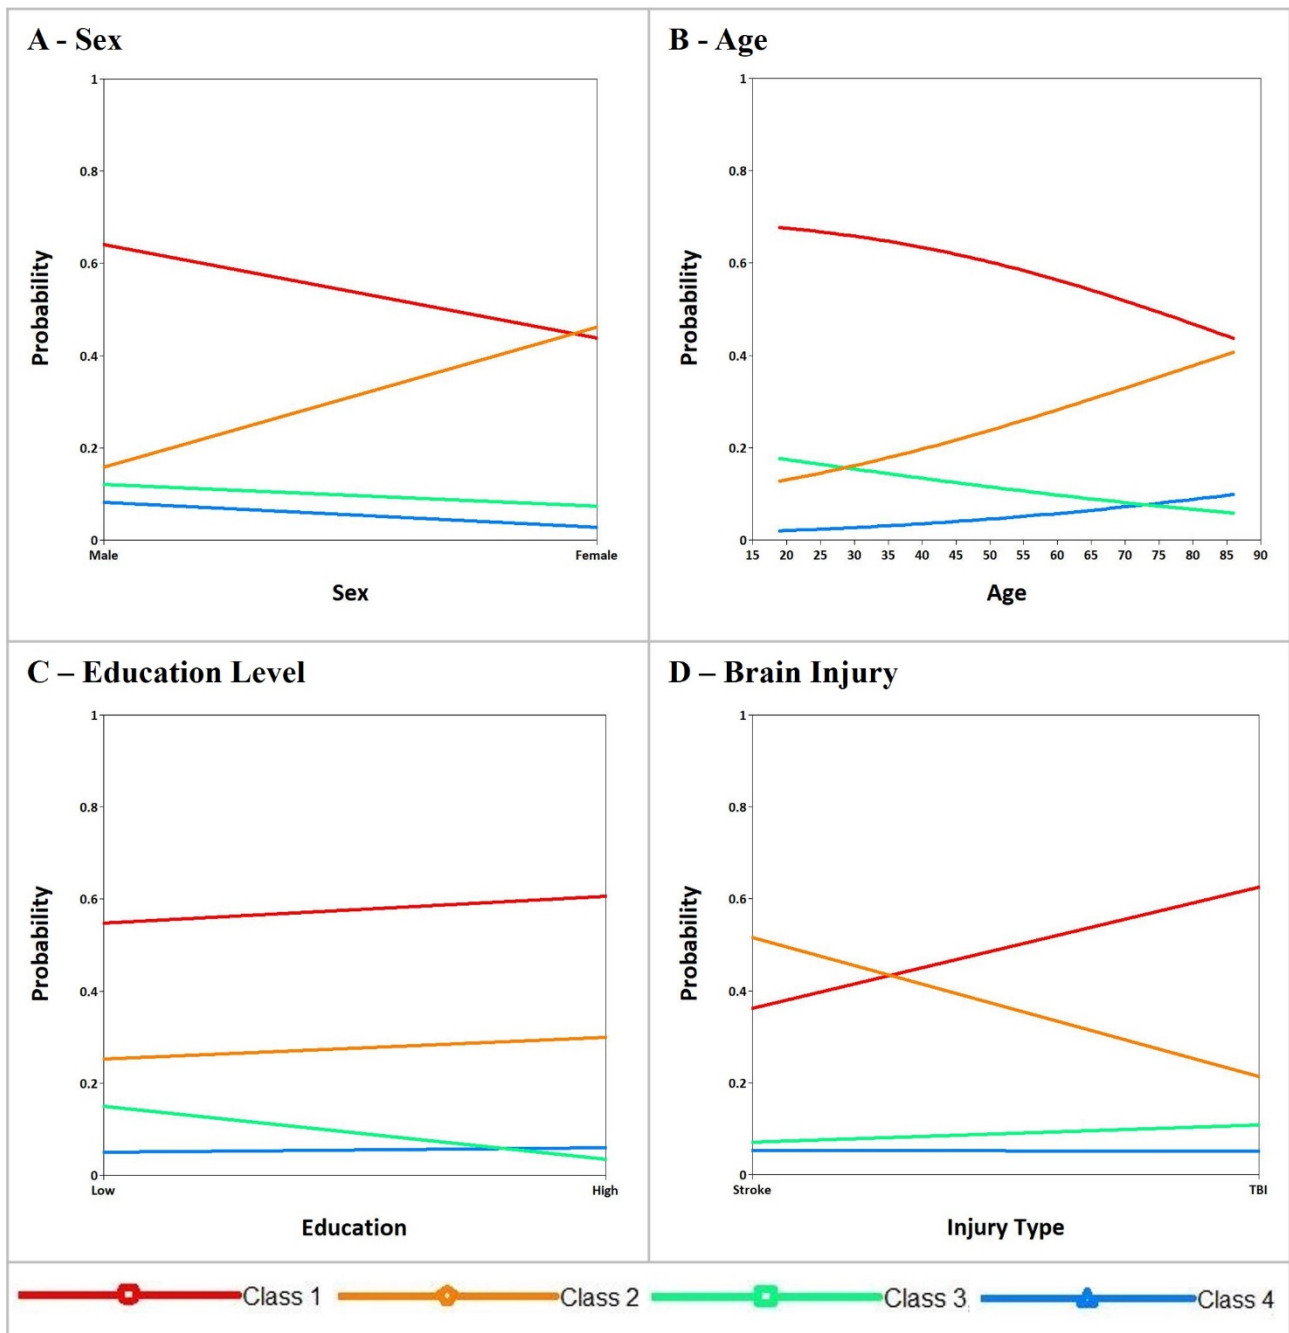 A - Sex
1
0.8
0.6
0.4
0.2
0
Probability
Male Female
Sex
B - Age
1
0.8
0.6
0.4
0.2
0
Probability
15 20 25 30 35 40 45 50 55 60 65 70 75 80 85 90
Age
C – Education Level
1
0.8
0.6
0.4
0.2
0
Probability
Low High
Education
D – Brain Injury
1
0.8
0.6
0.4
0.2
0
Probability
Stroke TBI
Injury Type
Class 1 Class 2 Class 3 Class 4